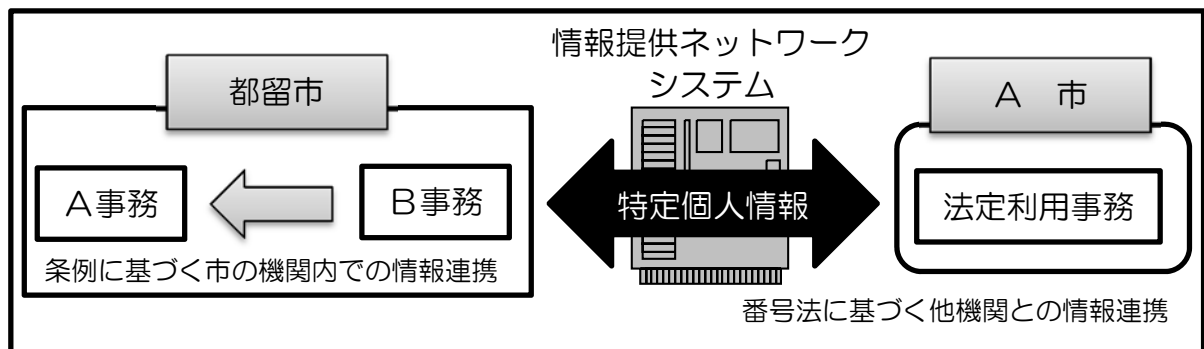 情報提供ネットワーク
システム
都留市
A 市
A事務
B事務
特定個人情報
法定利用事務
条例に基づく市の機関内での情報連携
番号法に基づく他機関との情報連携